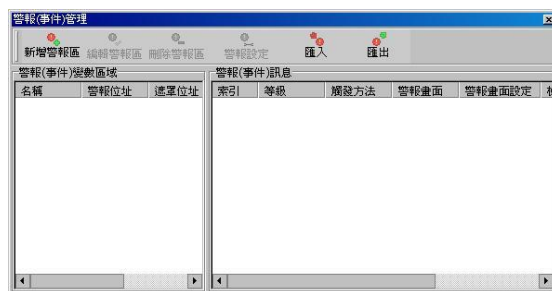 警報(事件)管理
新增警報區 編輯警報區 刪除警報區 警報設定 匯入 匯出
警報(事件)變數區域 警報(事件)訊息
名稱 警報位址 遮罩位址 索引 等級 觸發方法 警報畫面 警報畫面設定